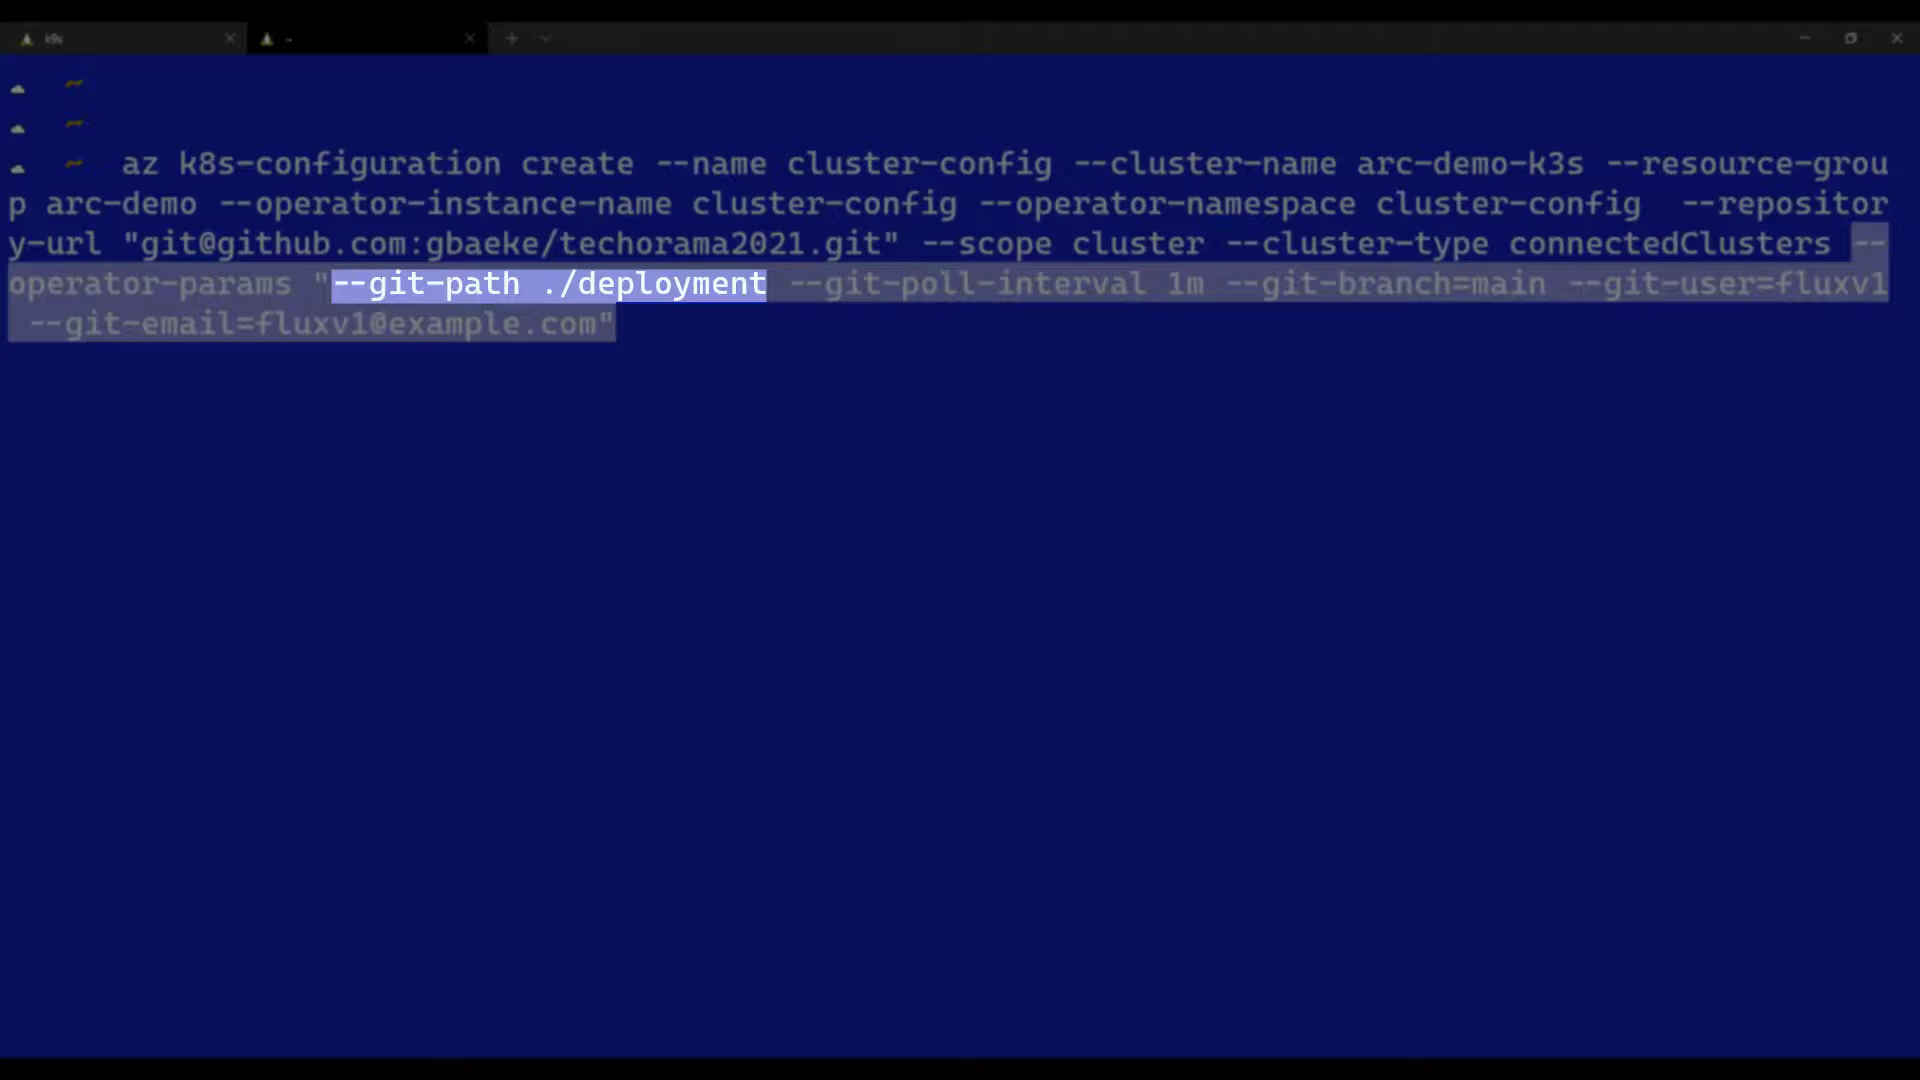 k9s
~
az k8s-configuration create --name cluster-config --cluster-name arc-demo-k3s --resource-grou
p arc-demo --operator-instance-name cluster-config --operator-namespace cluster-config  --repositor
y-url "git@github.com:gbaeke/techorama2021.git" --scope cluster --cluster-type connectedClusters --
operator-params "--git-path ./deployment --git-poll-interval 1m --git-branch=main --git-user=fluxv1
 --git-email=fluxv1@example.com"